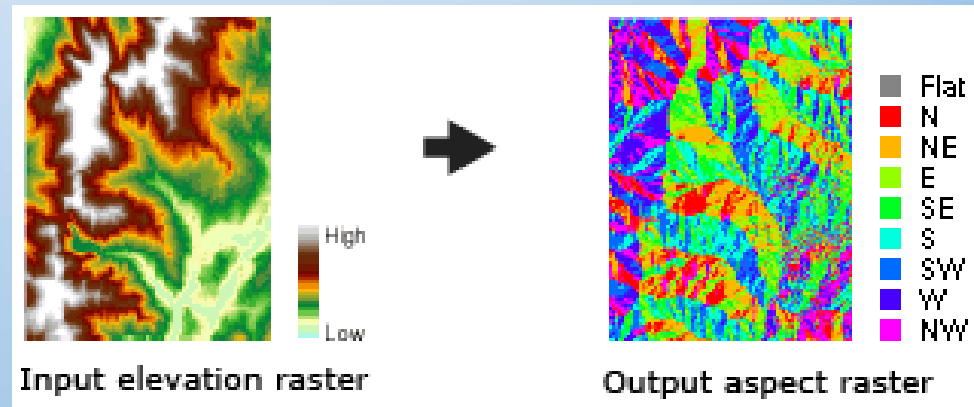 High
Low
Input elevation raster
Flat
N
NE
E
SE
S
SW
W
NW
Output aspect raster